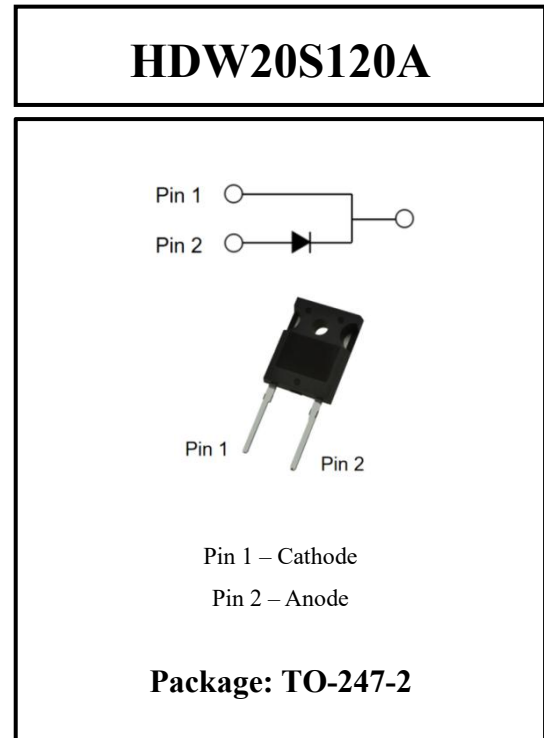 HDW20S120A
Pin 1
Pin 2
Pin 1
Pin 2
Pin 1 – Cathode
Pin 2 – Anode
Package: TO-247-2